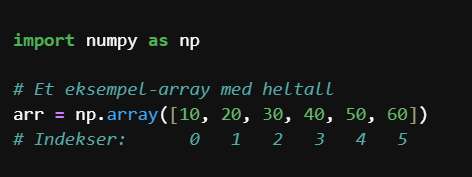 import numpy as np
# Et eksempel-array med heltall
arr = np.array([10, 20, 30, 40, 50, 60])
# Indekser:      0   1   2   3   4   5